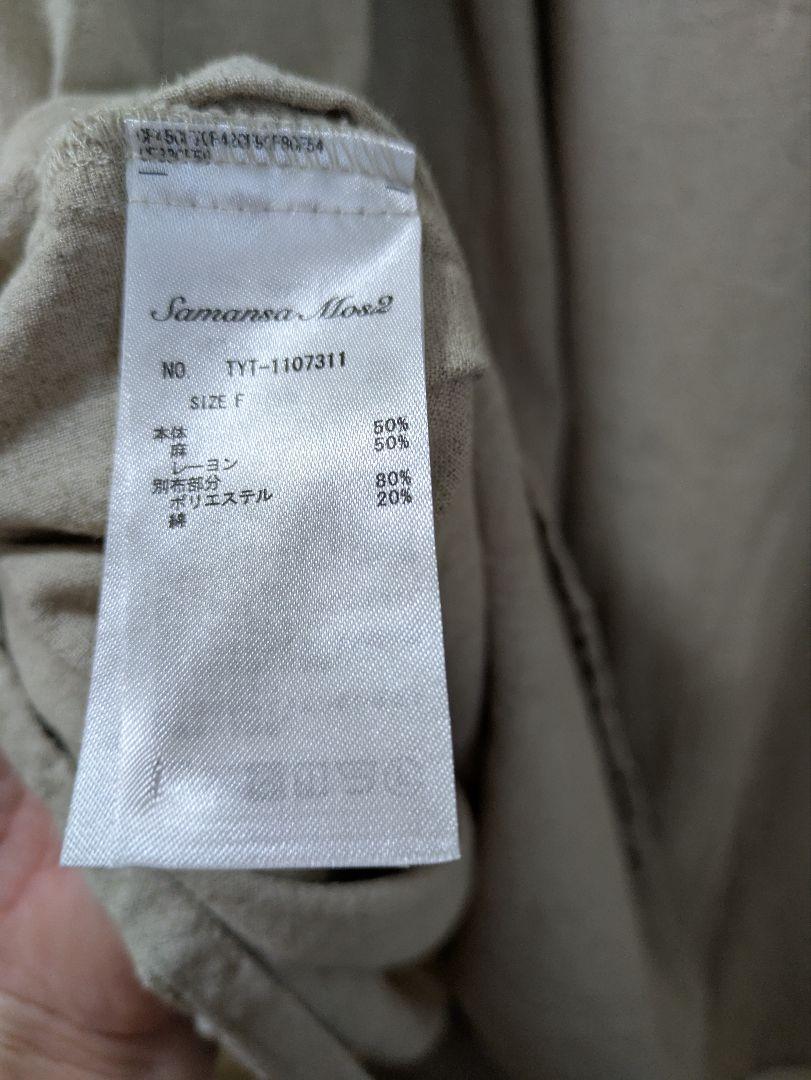 Samansa Mos2
NO TYT-1107311
SIZE F
本体
麻 50%
レーヨン 50%
別布部分
ポリエステル 80%
綿 20%